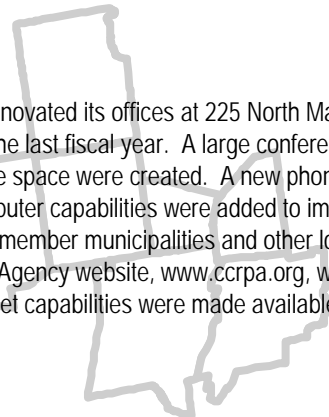 novated its offices at 225 North Ma
he last fiscal year. A large confere
e space were created. A new phon
outer capabilities were added to im
member municipalities and other lo
Agency website, www.ccrpa.org, w
et capabilities were made available